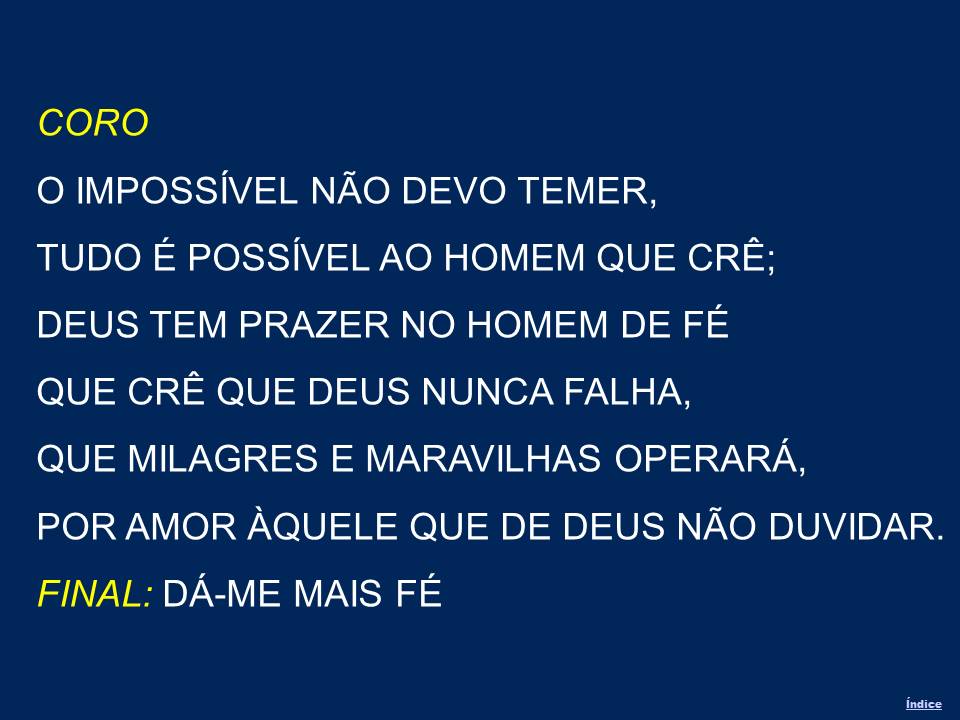 CORO
O IMPOSSÍVEL NÃO DEVO TEMER,
TUDO É POSSÍVEL AO HOMEM QUE CRÊ;
DEUS TEM PRAZER NO HOMEM DE FÉ
QUE CRÊ QUE DEUS NUNCA FALHA,
QUE MILAGRES E MARAVILHAS OPERARÁ,
POR AMOR ÀQUELE QUE DE DEUS NÃO DUVIDAR.
FINAL: DÁ-ME MAIS FÉ
Índice